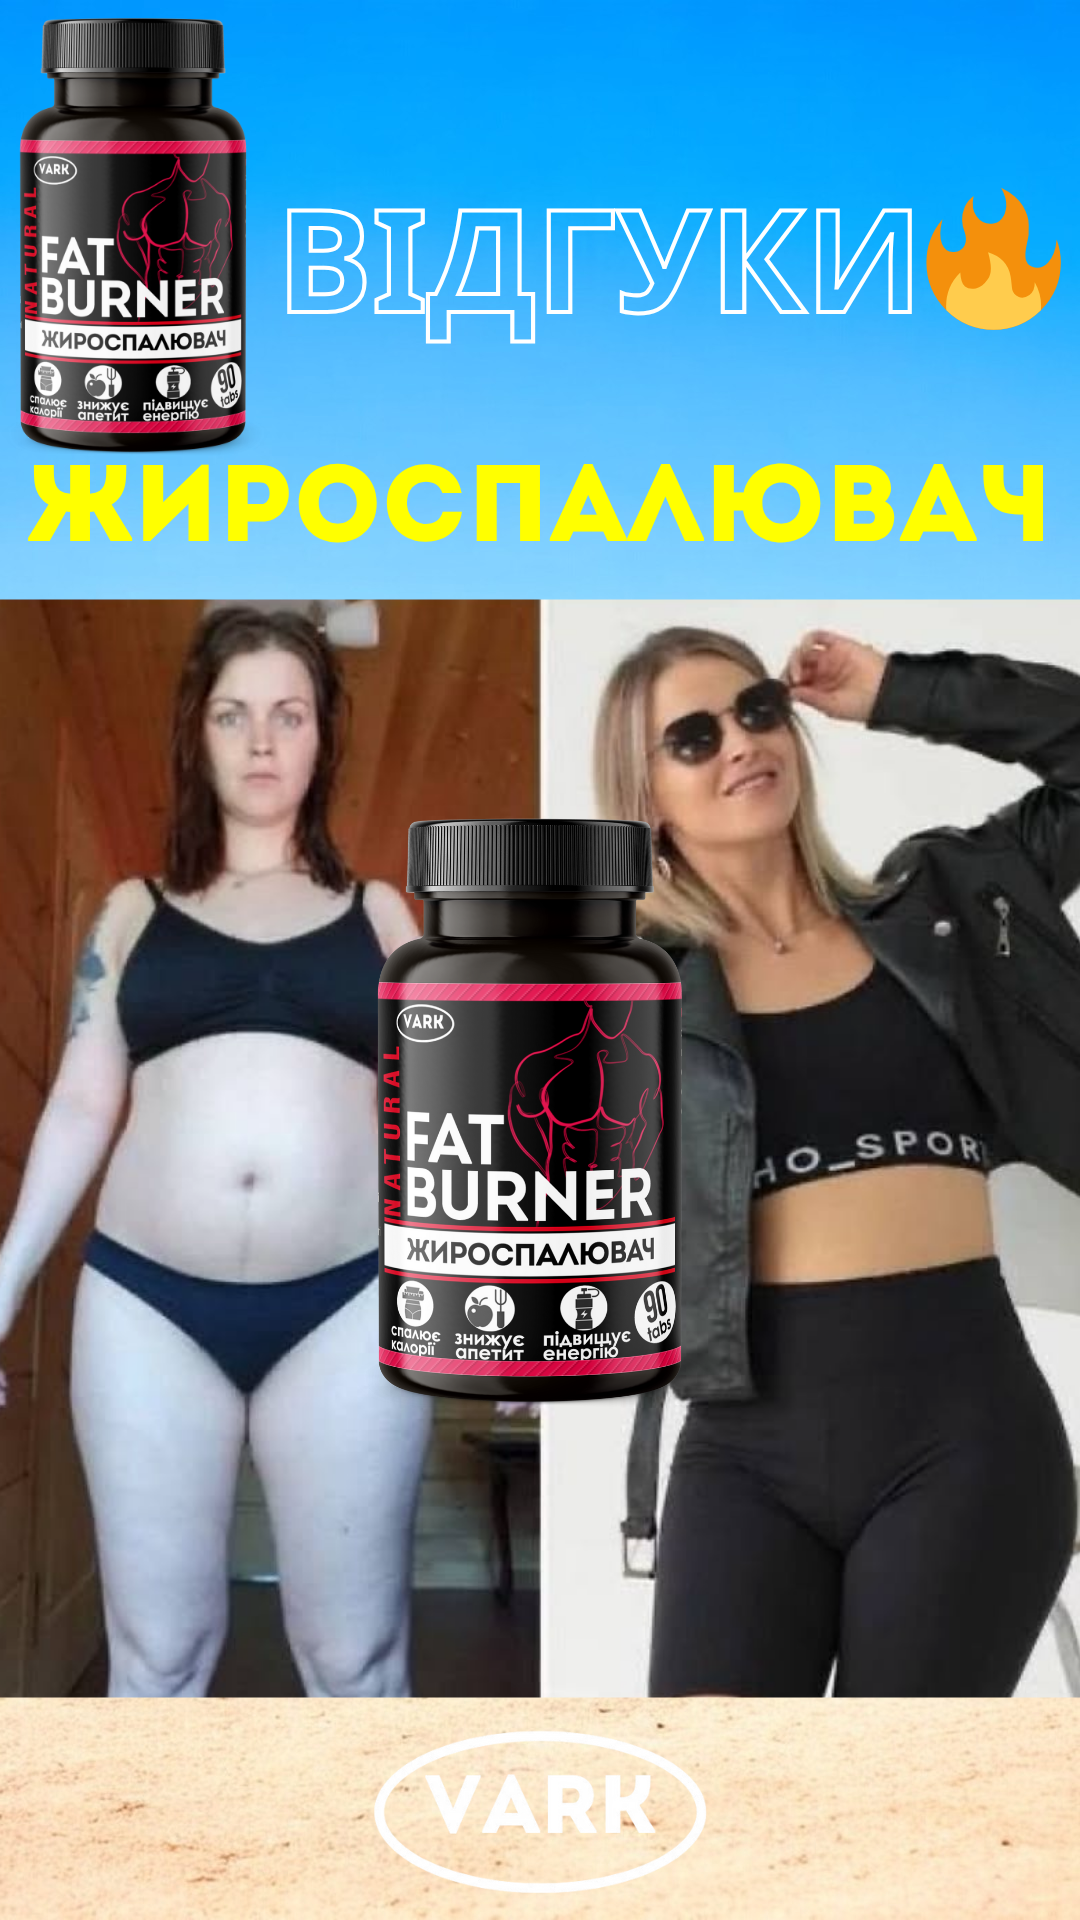 VARK
NATURAL
FAT
BURNER
ЖИРОСПАЛЮВАЧ
спалює
калорії
знижує
апетит
підвищує
енергію
90
tabs
ВІДГУКИ
ЖИРОСПАЛЮВАЧ
VARK
NATURAL
FAT
BURNER
ЖИРОСПАЛЮВАЧ
спалює
калорії
знижує
апетит
підвищує
енергію
90
tabs
HO_SPOR
VARK